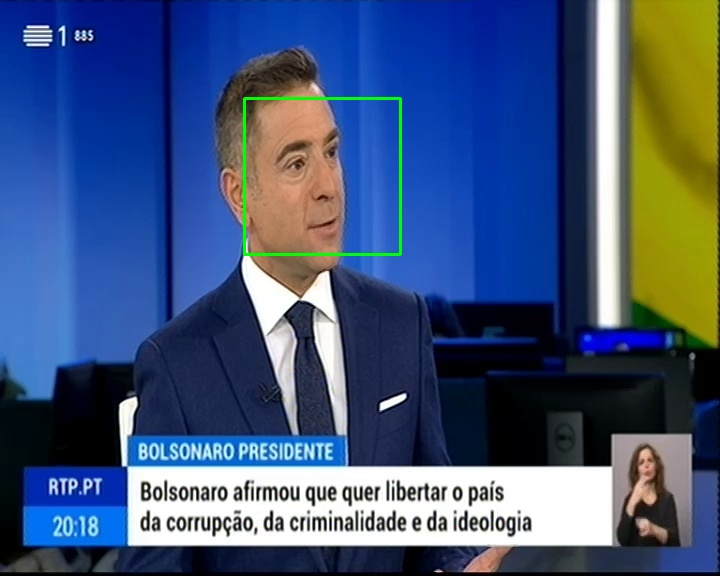 1 885
BOLSONARO PRESIDENTE
RTP.PT
Bolsonaro afirmou que quer libertar o país
20:18
da corrupção, da criminalidade e da ideologia
DELL